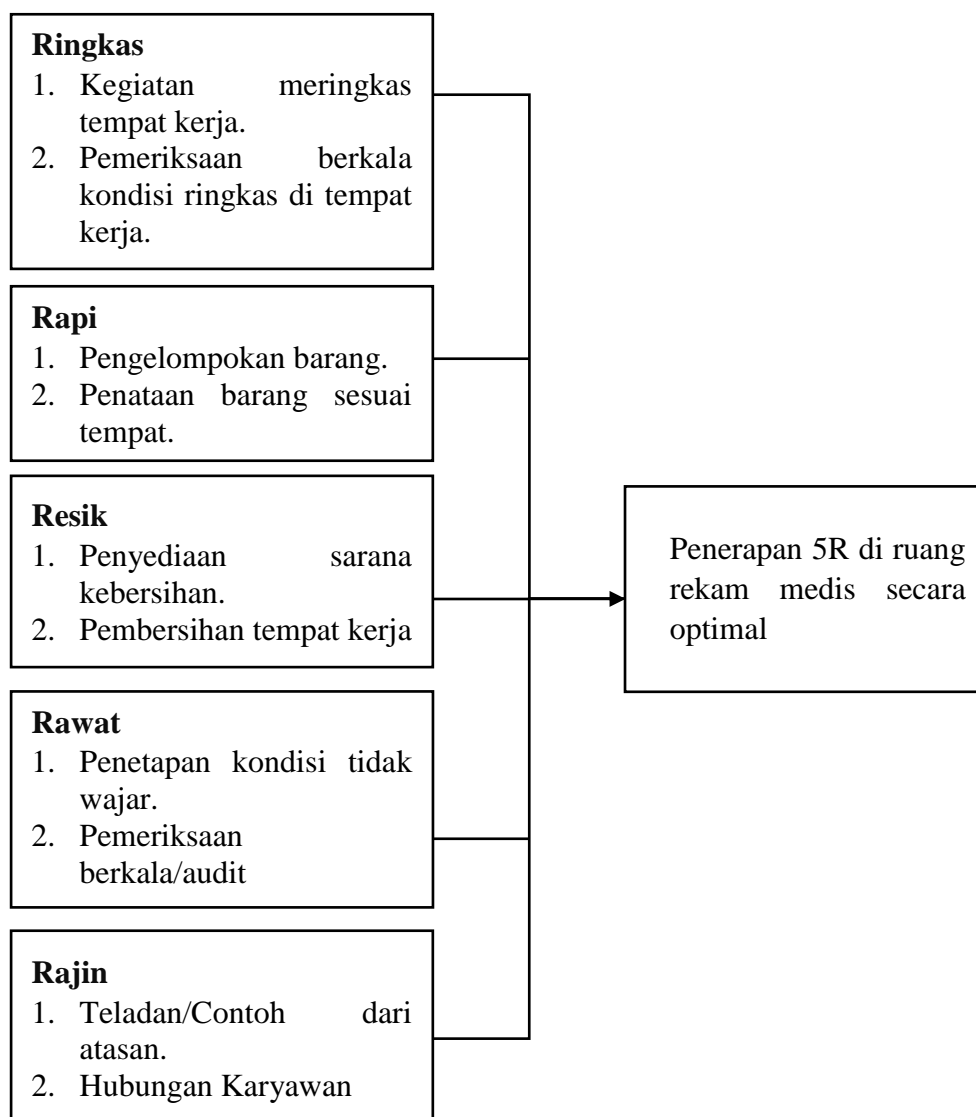 Ringkas
1. Kegiatan meringkas
tempat kerja.
2. Pemeriksaan berkala
kondisi ringkas di tempat
kerja.
Rapi
1. Pengelompokan barang.
2. Penataan barang sesuai
tempat.
Resik
1. Penyediaan sarana
kebersihan.
2. Pembersihan tempat kerja
Rawat
1. Penetapan kondisi tidak
wajar.
2. Pemeriksaan
berkala/audit
Rajin
1. Teladan/Contoh dari
atasan.
2. Hubungan Karyawan
Penerapan 5R di ruang
rekam medis secara
optimal